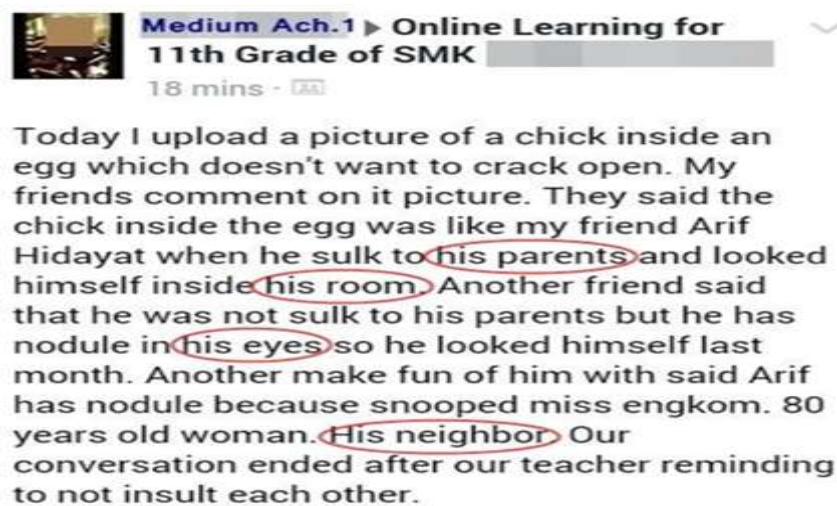 Medium Ach.1 ▸ Online Learning for
11th Grade of SMK
18 mins ·
Today I upload a picture of a chick inside an
egg which doesn't want to crack open. My
friends comment on it picture. They said the
chick inside the egg was like my friend Arif
Hidayat when he sulk to his parents and looked
himself inside his room. Another friend said
that he was not sulk to his parents but he has
nodule in his eyes so he looked himself last
month. Another make fun of him with said Arif
has nodule because snooped miss engkom. 80
years old woman. His neighbor. Our
conversation ended after our teacher reminding
to not insult each other.